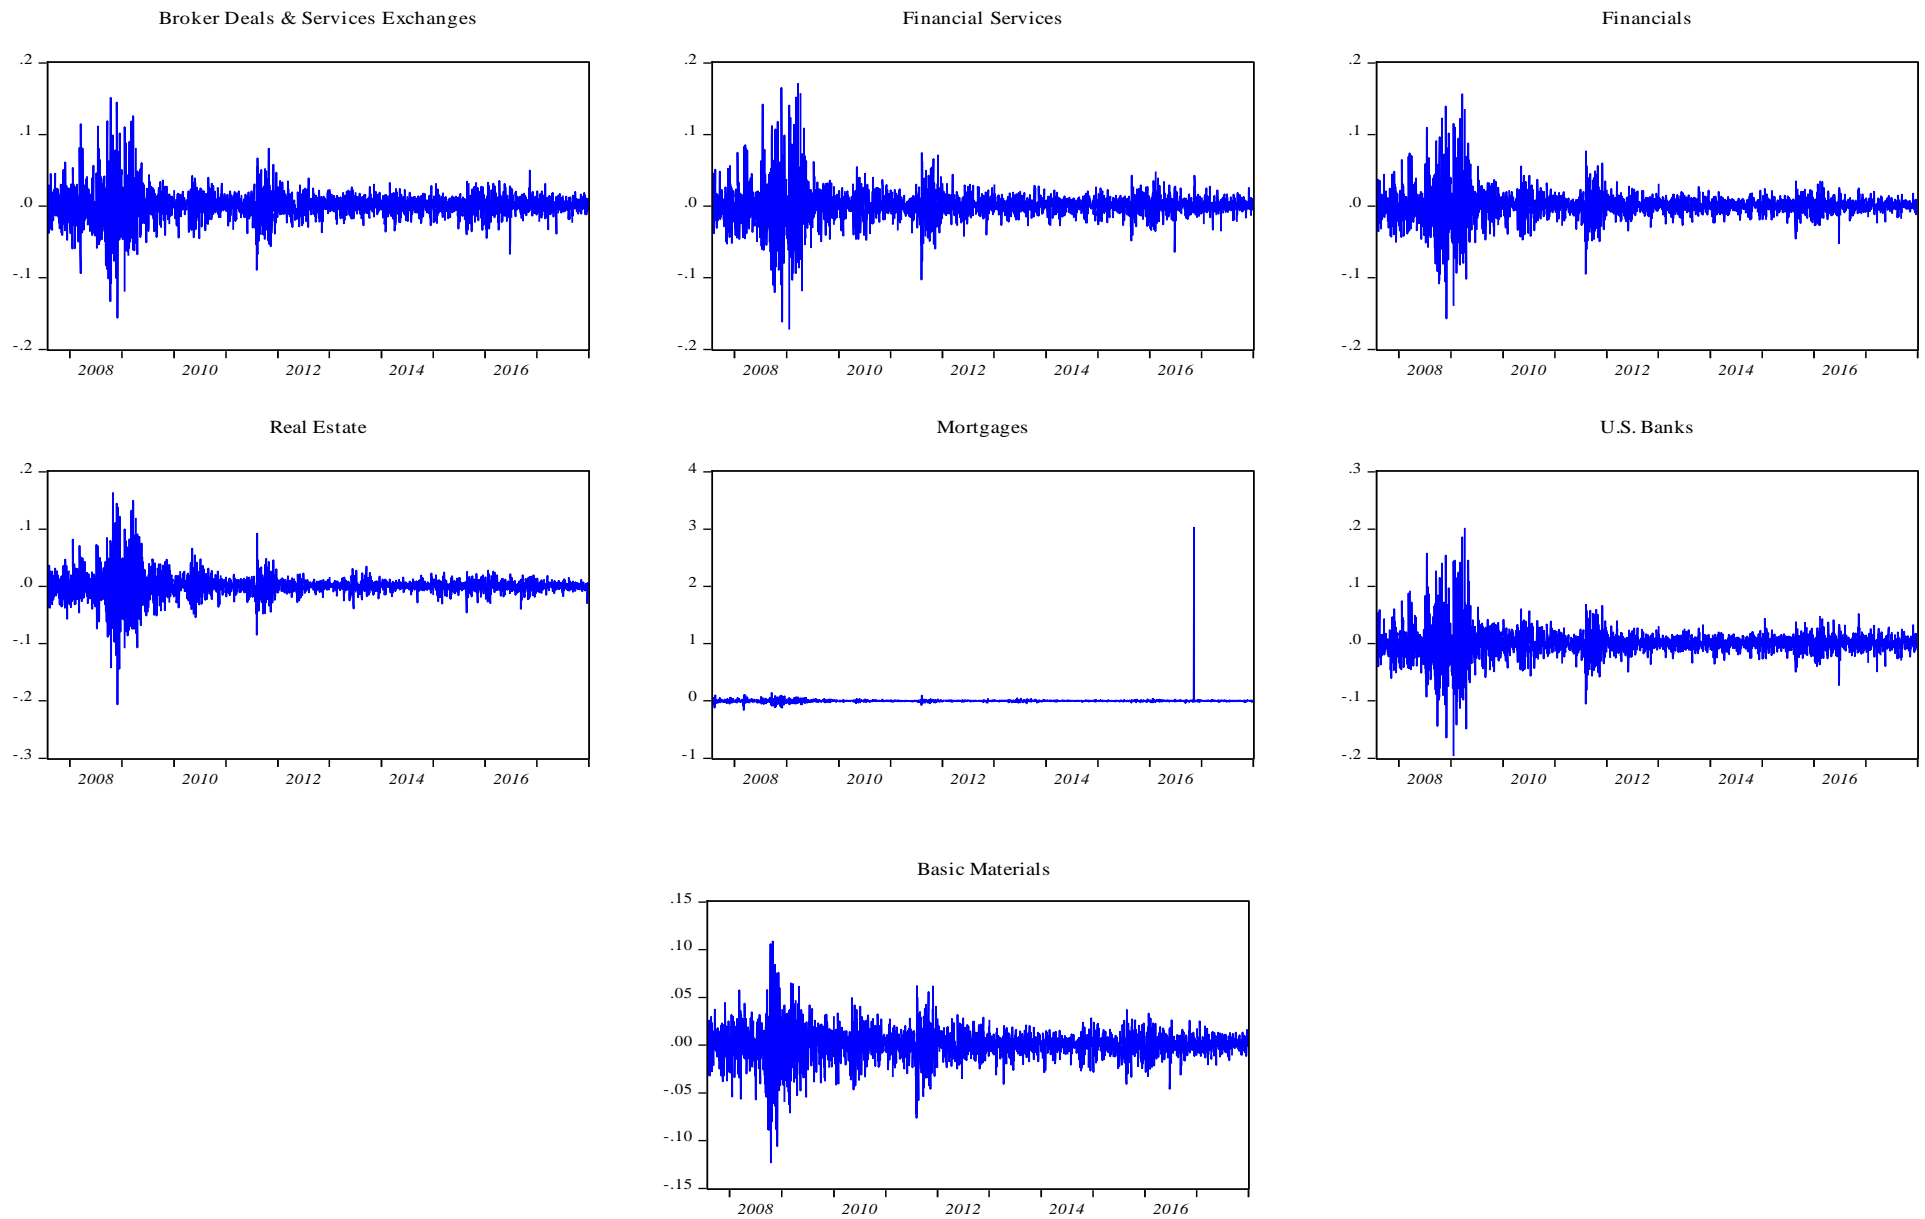 Broker Deals & Services Exchanges
.2
.1
.0
-.1
-.2
2008 2010 2012 2014 2016
Financial Services
.2
.1
.0
-.1
-.2
2008 2010 2012 2014 2016
Financials
.2
.1
.0
-.1
-.2
2008 2010 2012 2014 2016
Real Estate
.2
.1
.0
-.1
-.2
-.3
2008 2010 2012 2014 2016
Mortgages
4
3
2
1
0
-1
2008 2010 2012 2014 2016
U.S. Banks
.3
.2
.1
.0
-.1
-.2
2008 2010 2012 2014 2016
Basic Materials
.15
.10
.05
.00
-.05
-.10
-.15
2008 2010 2012 2014 2016